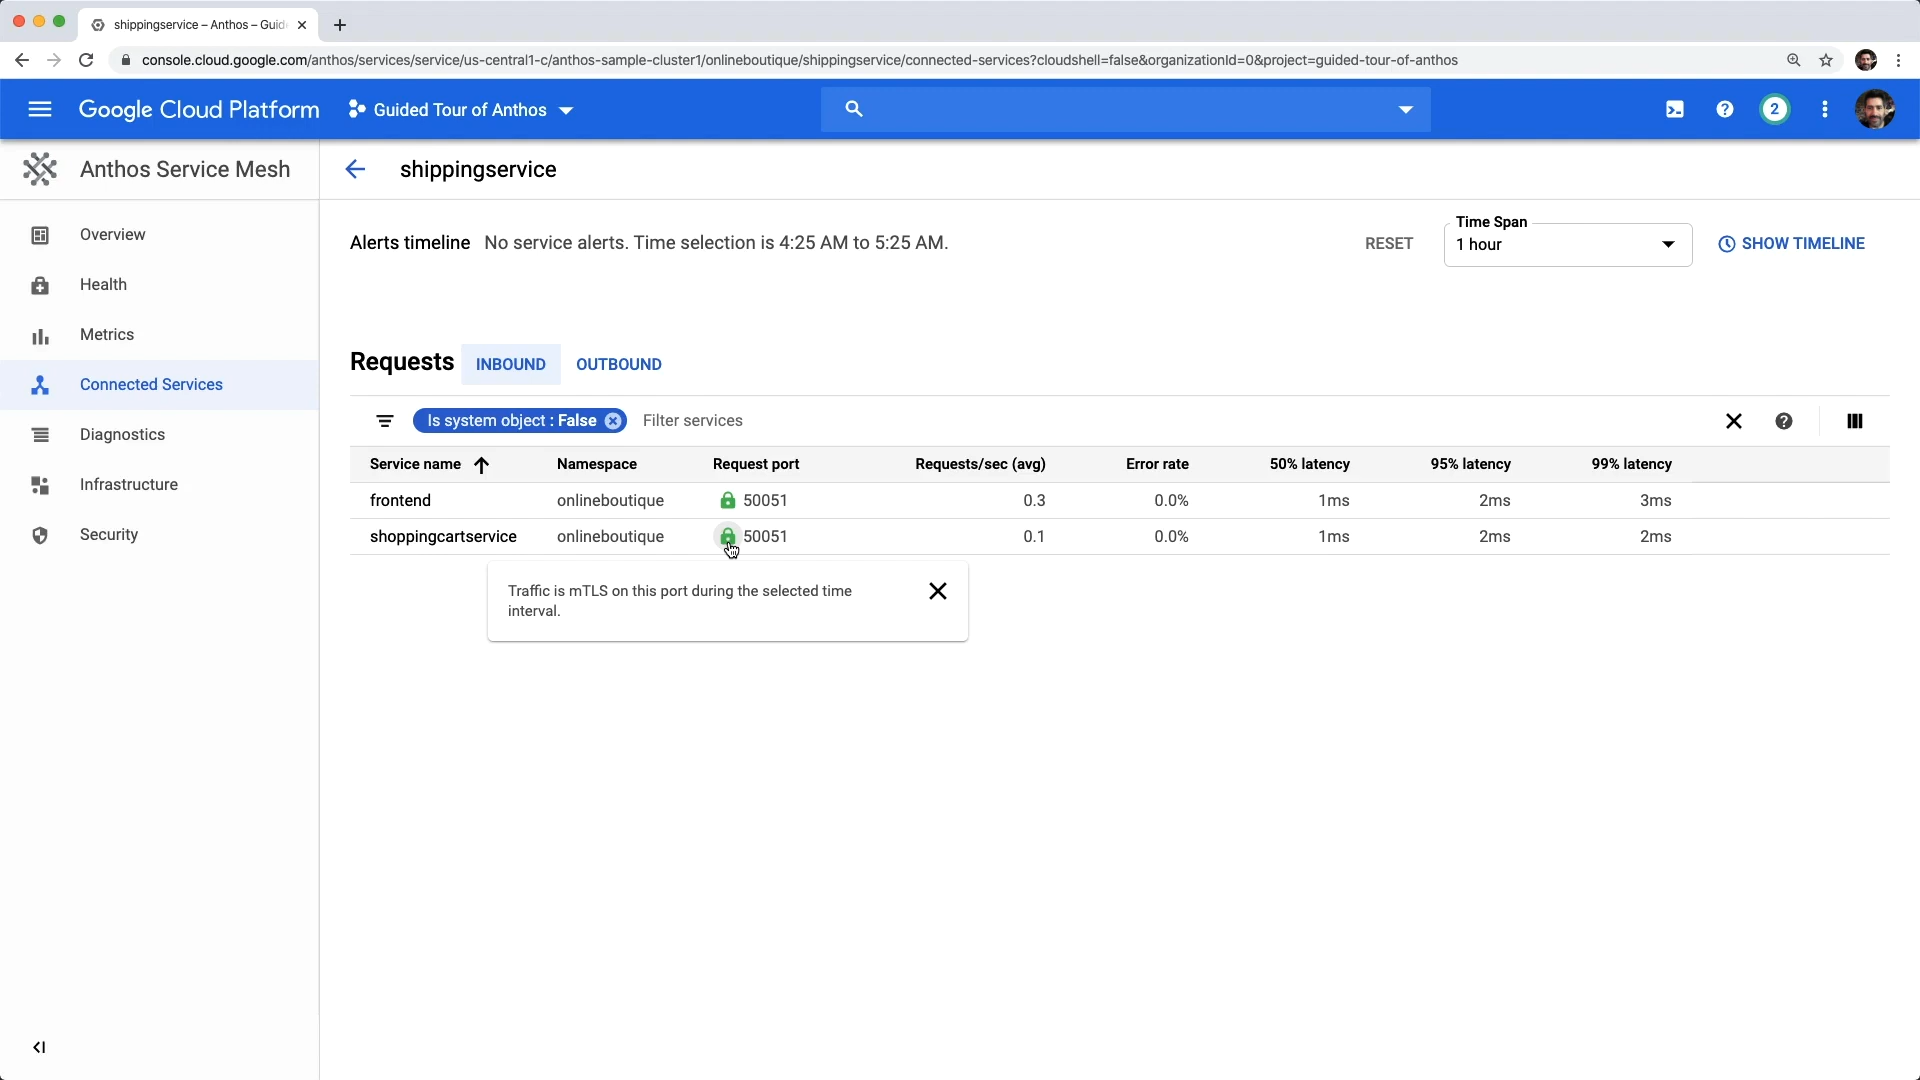 shippingservice – Anthos – Guid
console.cloud.google.com/anthos/services/service/us-central1-c/anthos-sample-cluster1/onlineboutique/shippingservice/connected-services?cloudshell=false&organizationId=0&project=guided-tour-of-anthos
Google Cloud Platform
Guided Tour of Anthos
2
Anthos Service Mesh
shippingservice
Overview
Health
Metrics
Connected Services
Diagnostics
Infrastructure
Security
Alerts timeline No service alerts. Time selection is 4:25 AM to 5:25 AM.
RESET
Time Span
1 hour
SHOW TIMELINE
Requests INBOUND OUTBOUND
Is system object : False Filter services
Service name Namespace Request port Requests/sec (avg) Error rate 50% latency 95% latency 99% latency
frontend onlineboutique 50051 0.3 0.0% 1ms 2ms 3ms
shoppingcartservice onlineboutique 50051 0.1 0.0% 1ms 2ms 2ms
Traffic is mTLS on this port during the selected time
interval.